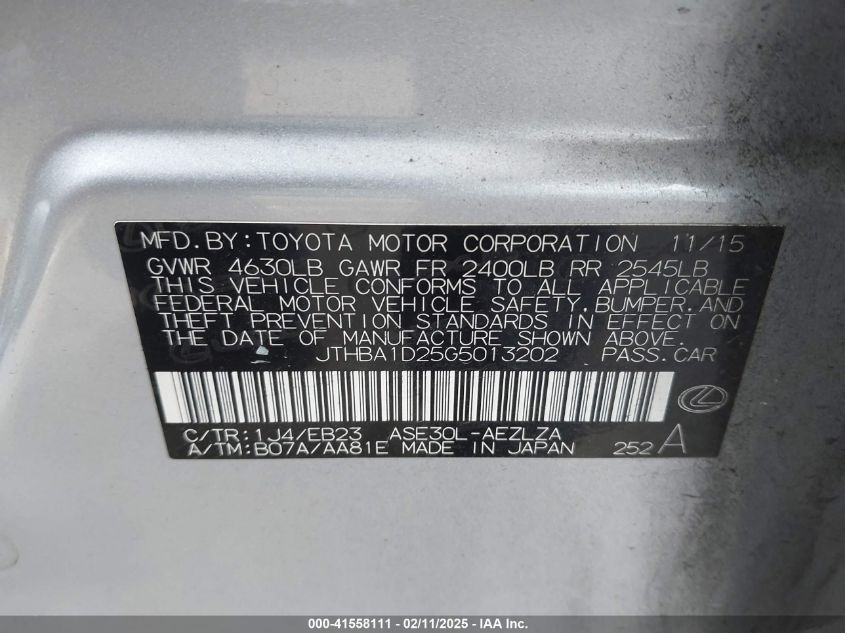 MFD.BY:TOYOTA MOTOR CORPORATION 11/15
GVWR 4630LB GAWR FR 2400LB RR 2545LB
THIS VEHICLE CONFORMS TO ALL APPLICABLE
FEDERAL MOTOR VEHICLE SAFETY, BUMPER, AND
THEFT PREVENTION STANDARDS IN EFFECT ON
THE DATE OF MANUFACTURE SHOWN ABOVE.
JTHBA1D25G5013202 PASS.CAR
C/TR:1J4/EB23 ASE30L-AEZLZA
A/TM:B07A/AA81E MADE IN JAPAN 252A
000-41558111 - 02/11/2025 - IAA Inc.